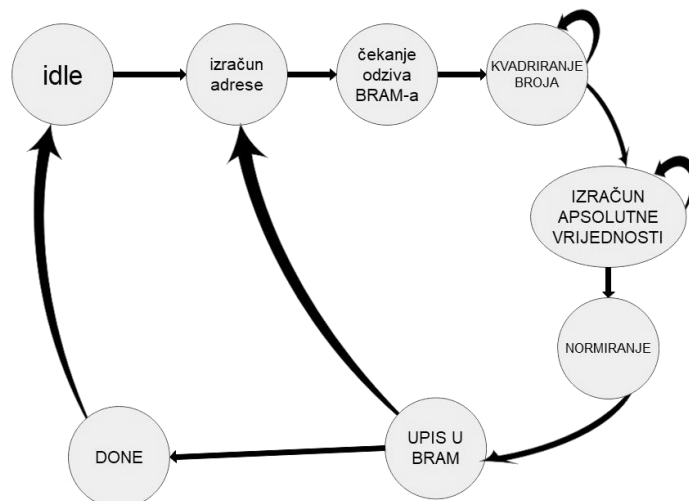 idle
izračun
adrese
čekanje
odziva
BRAM-a
KVADRIRANJE
BROJA
IZRAČUN
APSOLUTNE
VRIJEDNOSTI
NORMIRANJE
UPIS U
BRAM
DONE